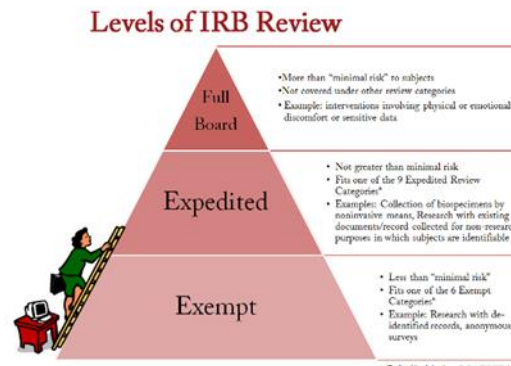 Levels of IRB Review
Full
Board
•More than "minimal risk" to subjects
•Not covered under other review categories
• Example: interventions involving physical or emotional
discomfort or sensitive data
Expedited
• Not greater than minimal risk
• Fits one of the 9 Expedited Review
Categories*
• Examples: Collection of biospecimens by
noninvasive means, Research with existing
documents/record collected for non-research
purposes in which subjects are identifiable
Exempt
• Less than "minimal risk"
• Fits one of the 6 Exempt
Categories*
• Example: Research with de-
identified records, anonymous
surveys